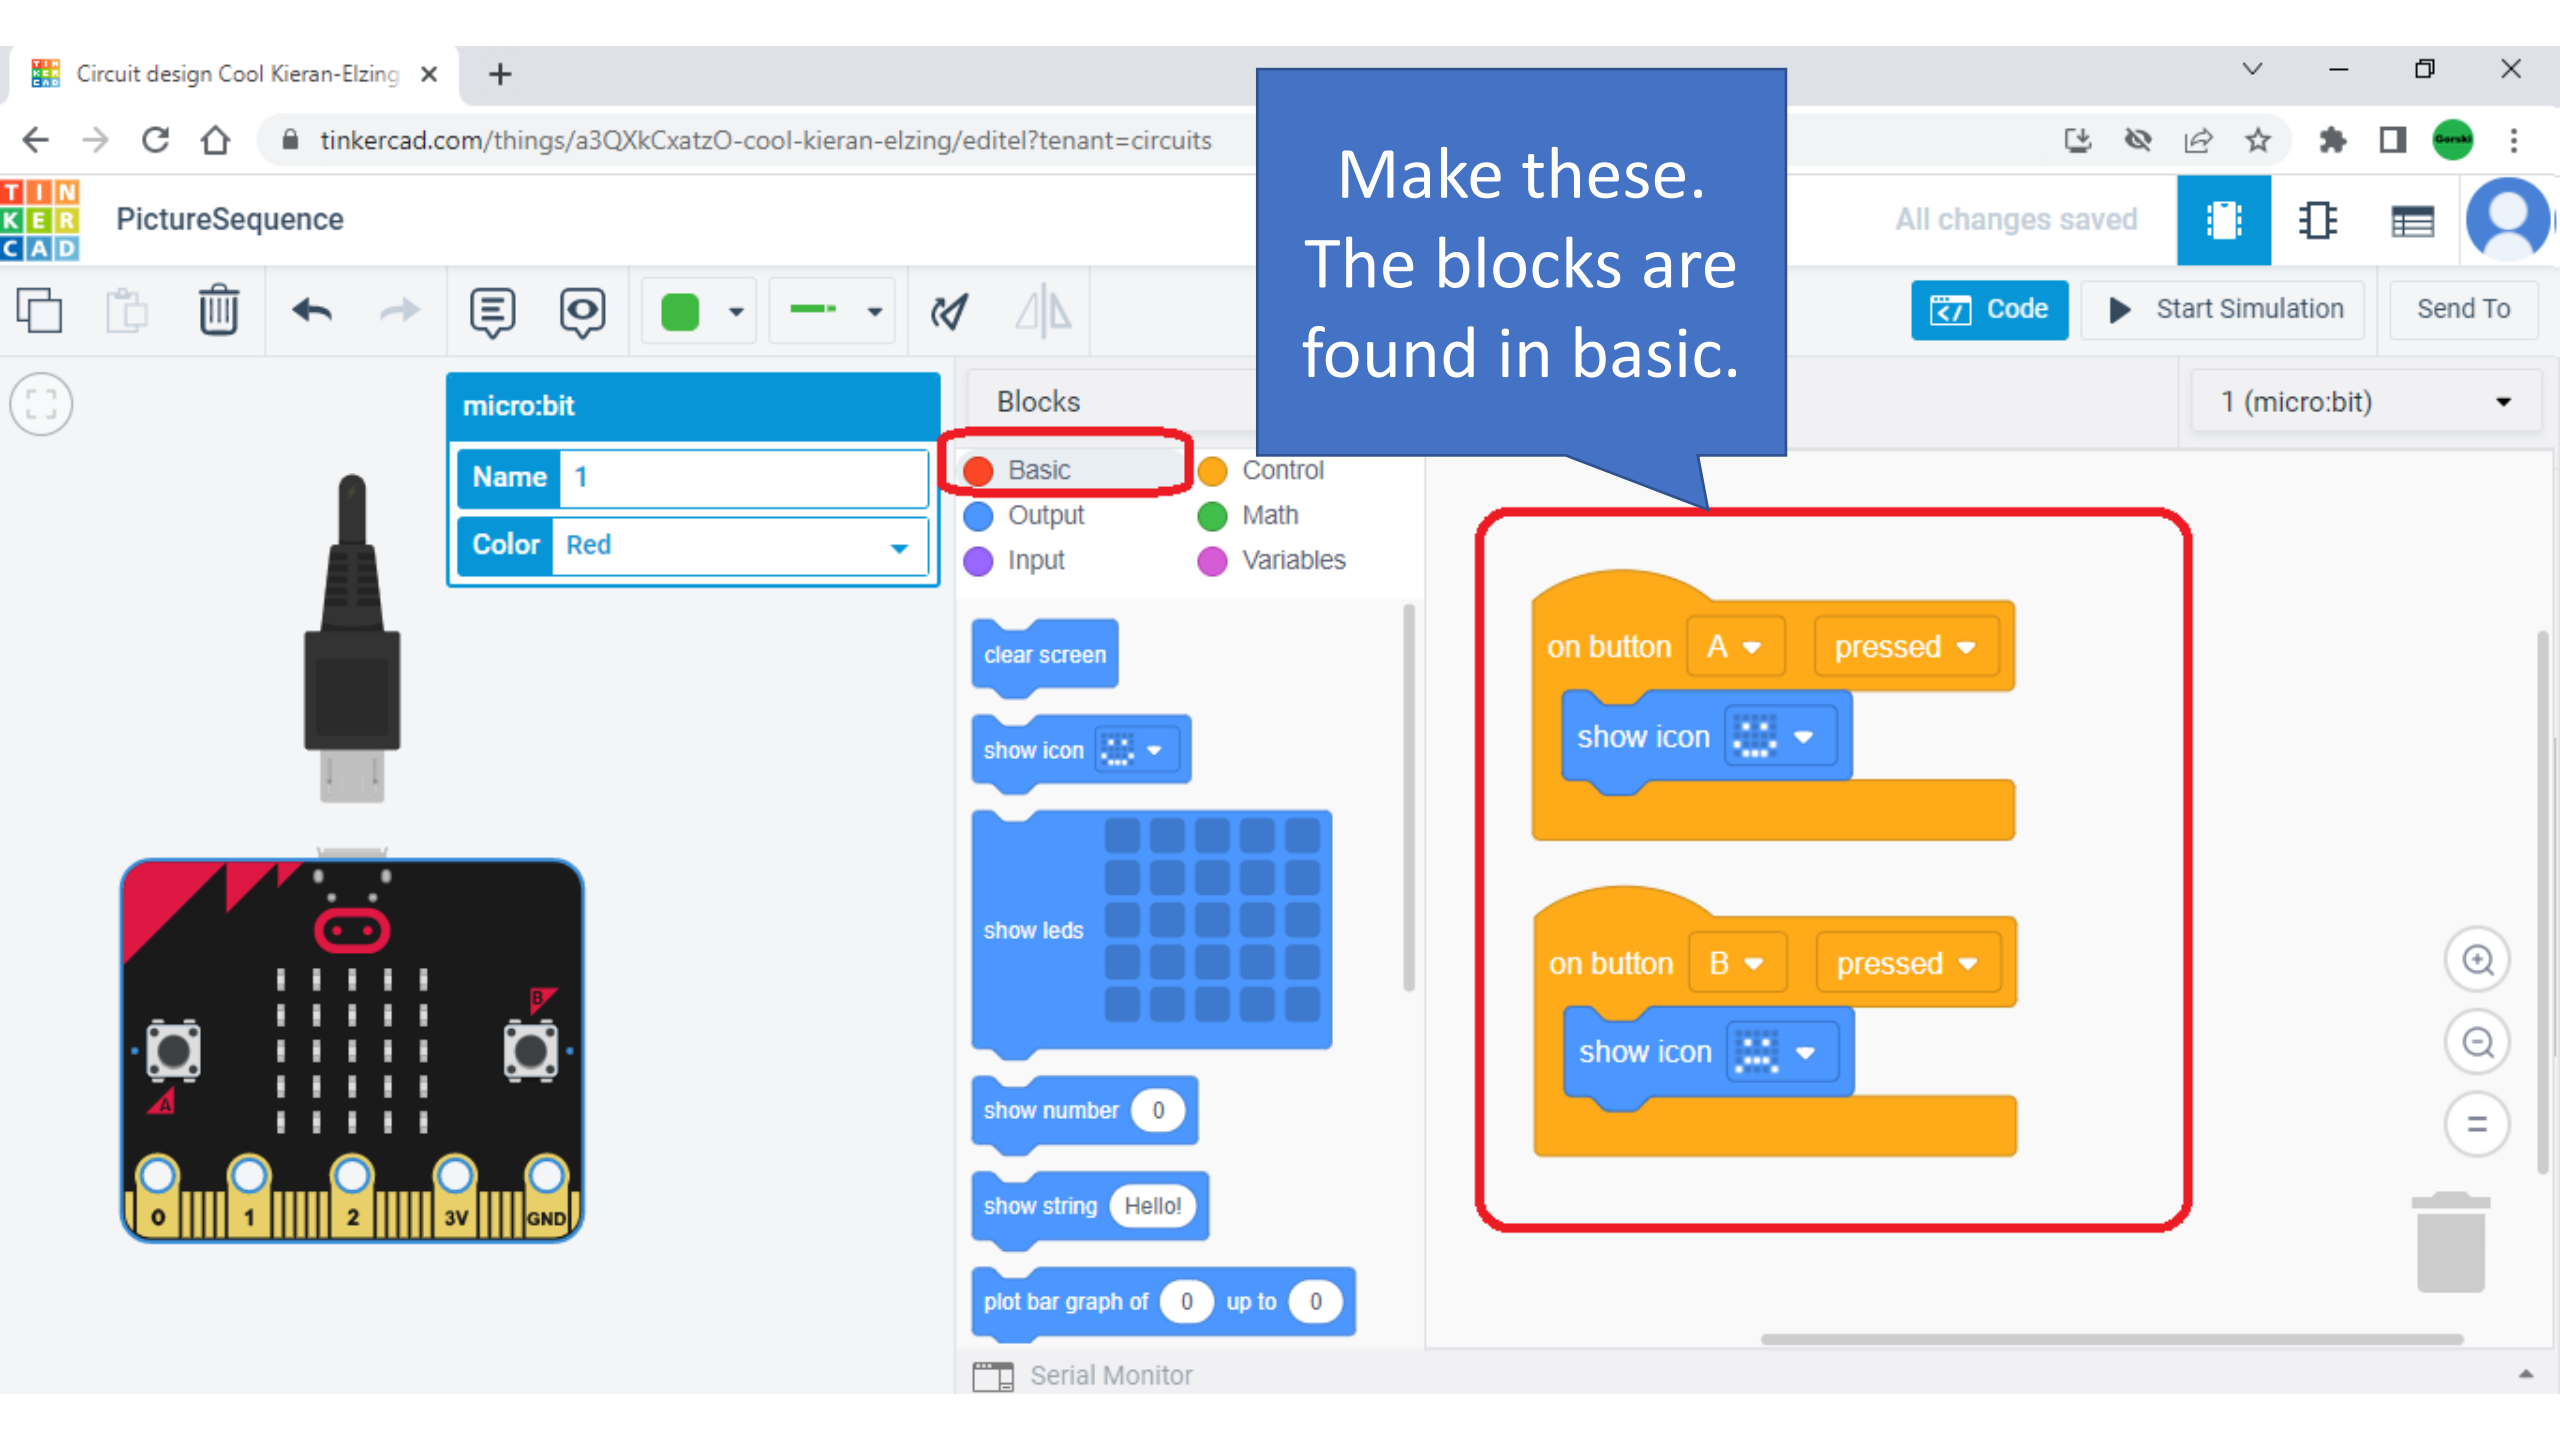 Circuit design Cool Kieran-Elzing
tinkercad.com/things/a3QXkCxatzO-cool-kieran-elzing/editel?tenant=circuits
Gorski
Make these.
The blocks are
found in basic.
TIN
KER
CAD
PictureSequence
All changes saved
Code
Start Simulation
Send To
micro:bit
Name 1
Color Red
Blocks
1 (micro:bit)
Basic
Control
Output
Math
Input
Variables
clear screen
show icon
show leds
show number 0
show string Hello!
plot bar graph of 0 up to 0
on button A pressed
show icon
on button B pressed
show icon
B
A
0 1 2 3V GND
Serial Monitor